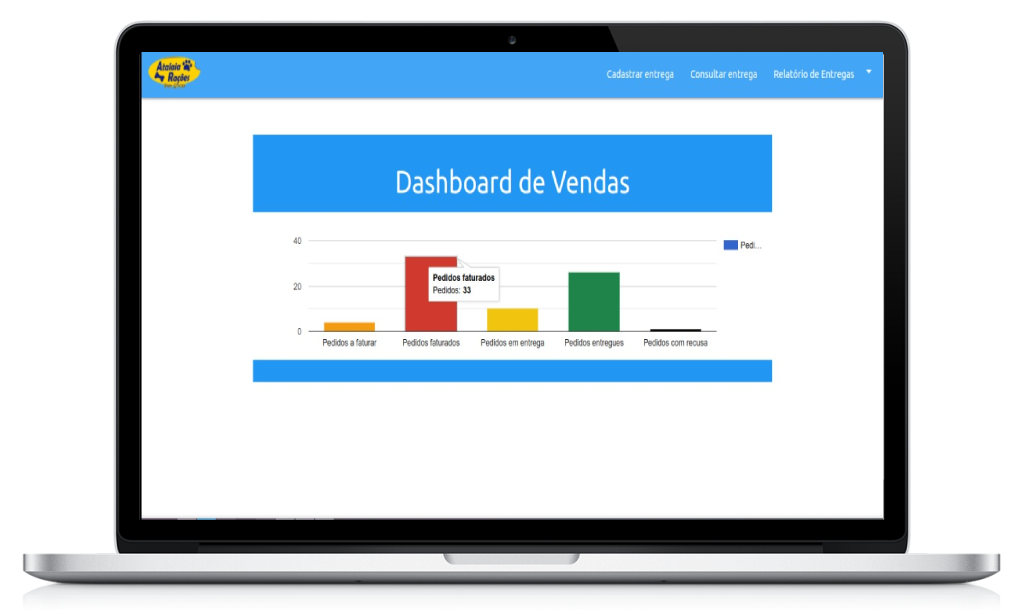 Atalaia
Rações
Cadastrar entrega Consultar entrega Relatório de Entregas
Dashboard de Vendas
40
Pedi...
Pedidos faturados
Pedidos: 33
20
0
Pedidos a faturar Pedidos faturados Pedidos em entrega Pedidos entregues Pedidos com recusa